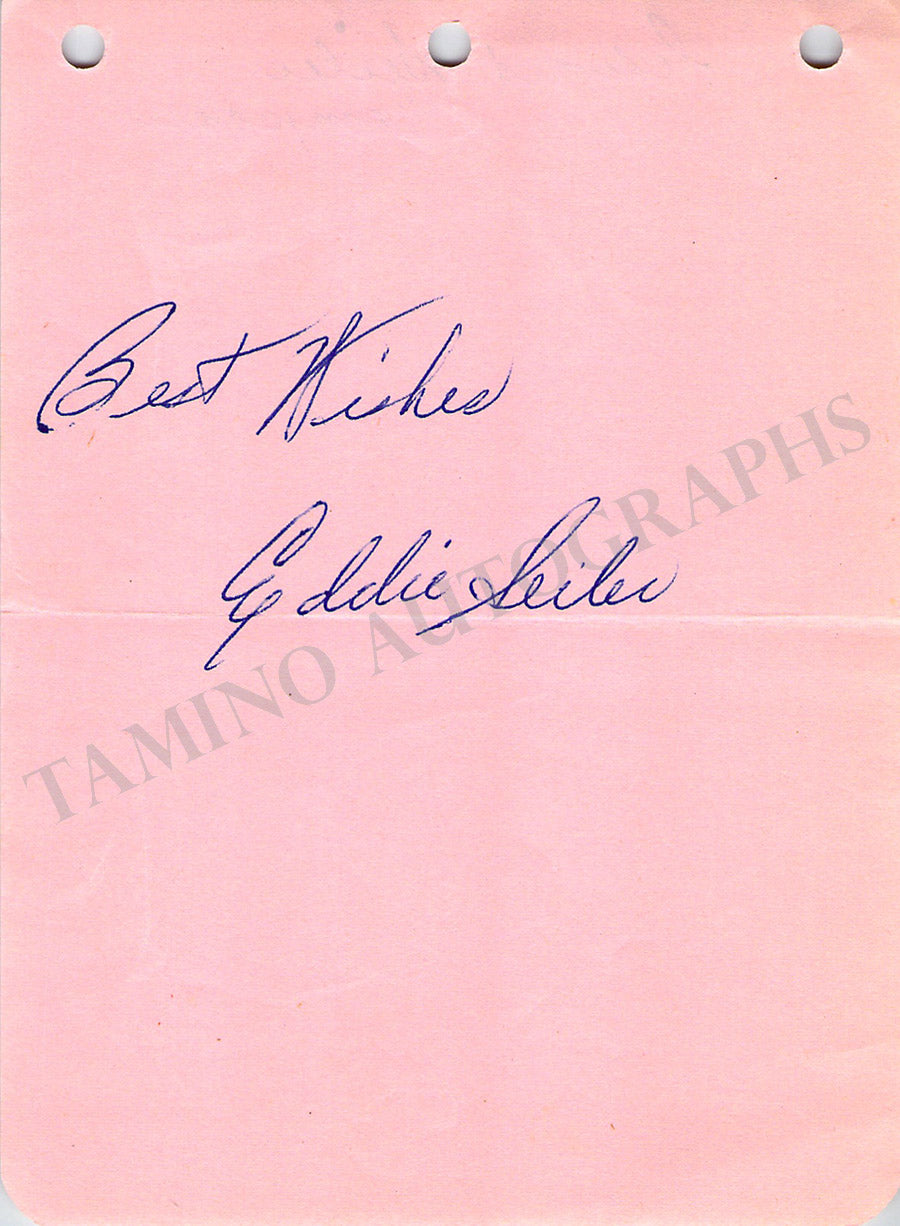 Best Wishes
Eddie Seiler
TAMINO AUTOGRAPHS